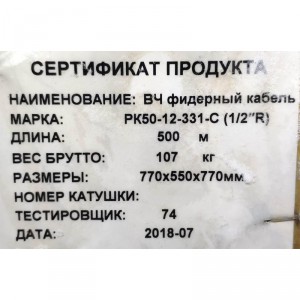 СЕРТИФИКАТ ПРОДУКТА
НАИМЕНОВАНИЕ: ВЧ фидерный кабель
МАРКА: РК50-12-331-С (1/2"R)
ДЛИНА: 500 м
ВЕС БРУТТО: 107 кг
РАЗМЕРЫ: 770х550х770мм
НОМЕР КАТУШКИ:
ТЕСТИРОВЩИК: 74
ДАТА: 2018-07